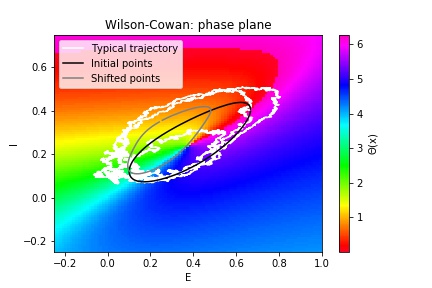 Wilson-Cowan: phase plane
Typical trajectory
Initial points
Shifted points
0.6
0.4
0.2
0.0
−0.2
I
−0.2
0.0
0.2
0.4
0.6
0.8
1.0
E
6
5
4
3
2
1
Θ(x)